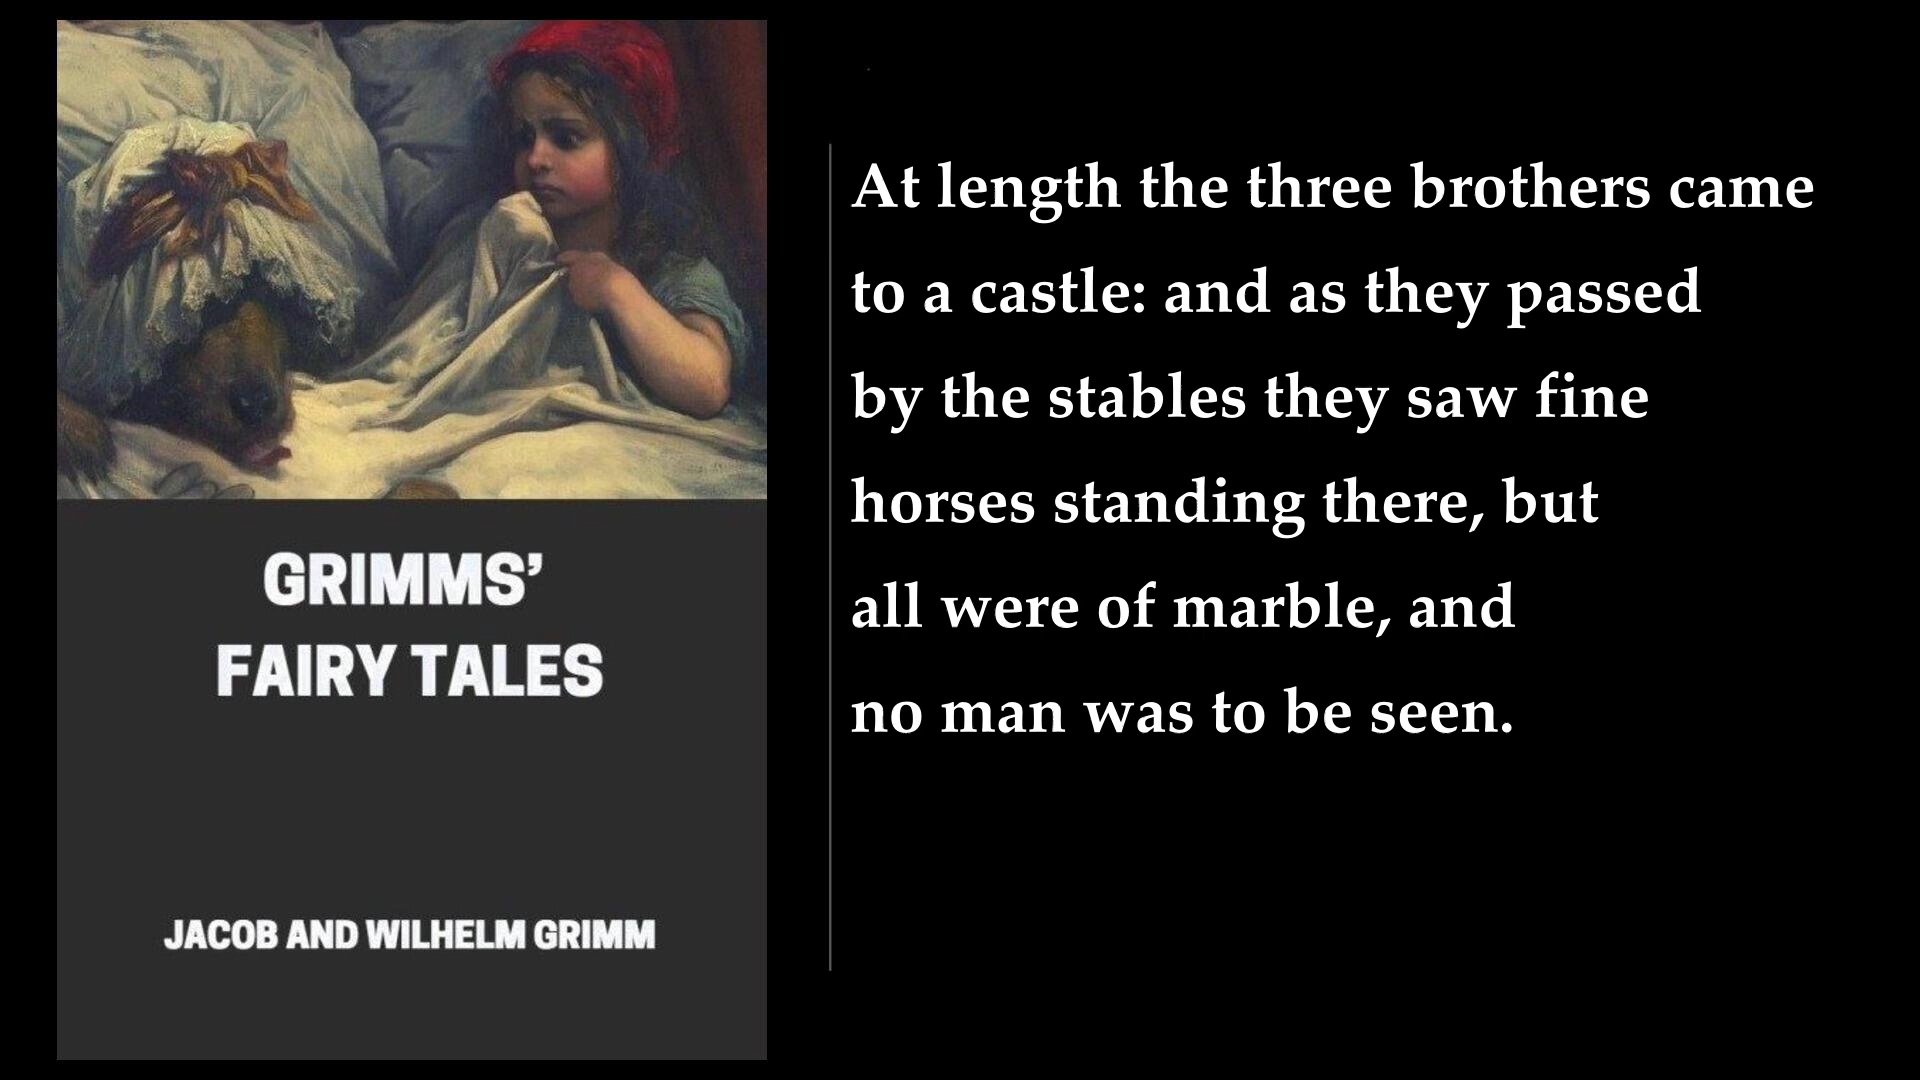 GRIMMS’
FAIRY TALES
JACOB AND WILHELM GRIMM
At length the three brothers came
to a castle: and as they passed
by the stables they saw fine
horses standing there, but
all were of marble, and
no man was to be seen.